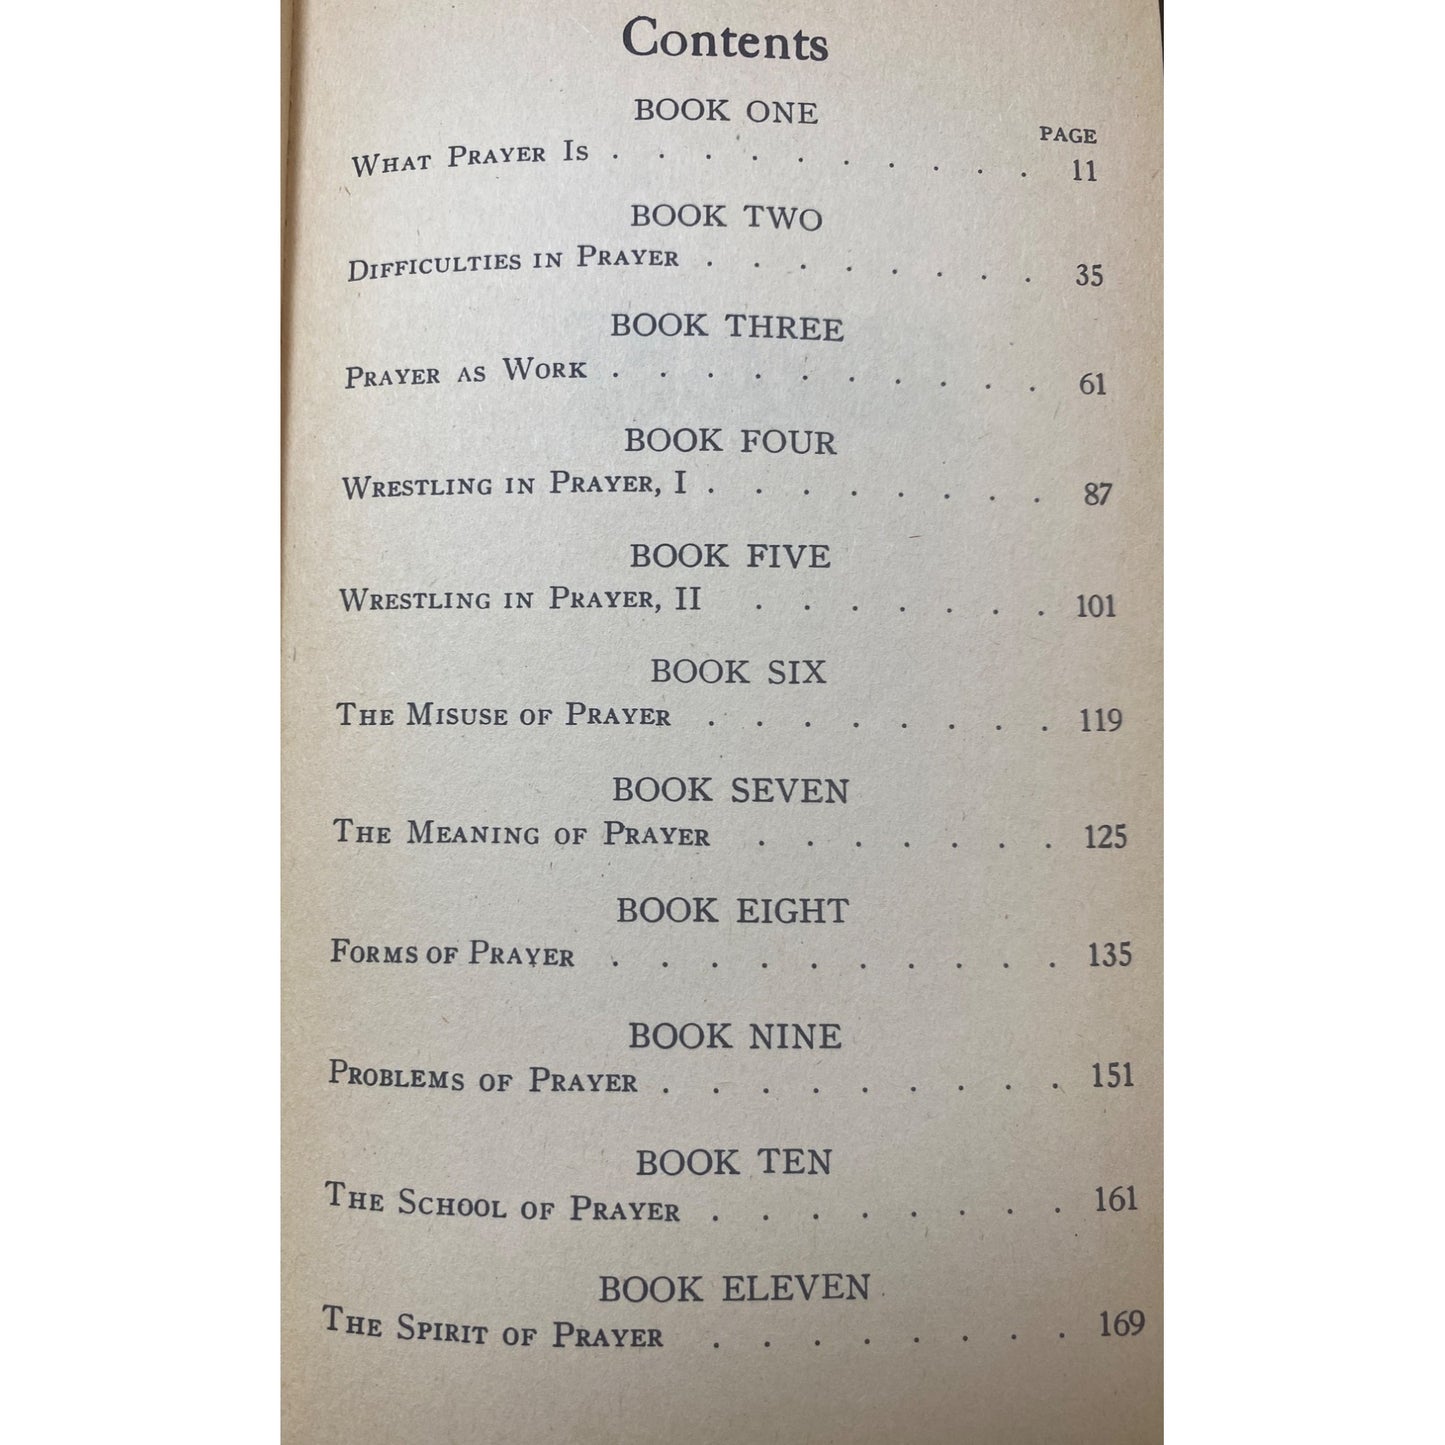 Contents
BOOK ONE
PAGE
What Prayer Is . . . . . . . . . . 11
BOOK TWO
Difficulties in Prayer . . . . . . . . 35
BOOK THREE
Prayer as Work . . . . . . . . . . 61
BOOK FOUR
Wrestling in Prayer, I . . . . . . . . 87
BOOK FIVE
Wrestling in Prayer, II . . . . . . . 101
BOOK SIX
The Misuse of Prayer . . . . . . . . 119
BOOK SEVEN
The Meaning of Prayer . . . . . . . 125
BOOK EIGHT
Forms of Prayer . . . . . . . . . . 135
BOOK NINE
Problems of Prayer . . . . . . . . . 151
BOOK TEN
The School of Prayer . . . . . . . . 161
BOOK ELEVEN
The Spirit of Prayer . . . . . . . . 169